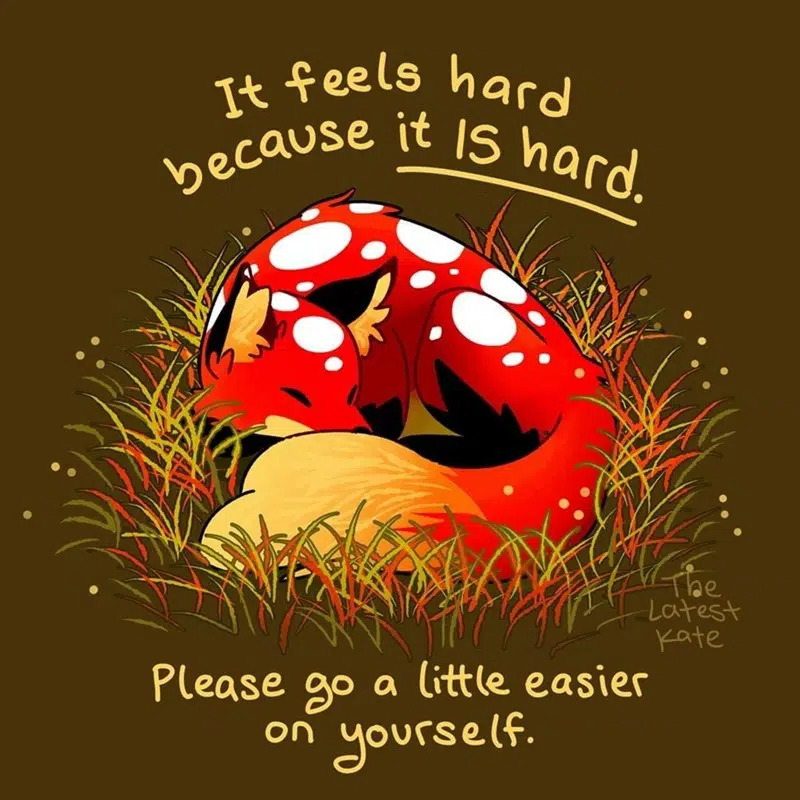 It feels hard
because it IS hard.
The
Latest
Kate
Please go a little easier
on yourself.